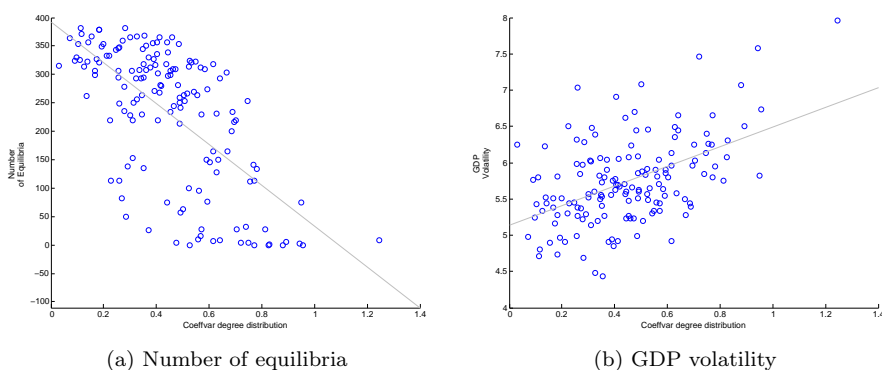 400
350
300
250
200
150
100
50
0
−50
−100
Number
of Equilibria
0 0.2 0.4 0.6 0.8 1 1.2 1.4
Coeffvar degree distribution
(a) Number of equilibria
8
7.5
7
6.5
6
5.5
5
4.5
4
GDP
Volatility
0 0.2 0.4 0.6 0.8 1 1.2 1.4
Coeffvar degree distribution
(b) GDP volatility